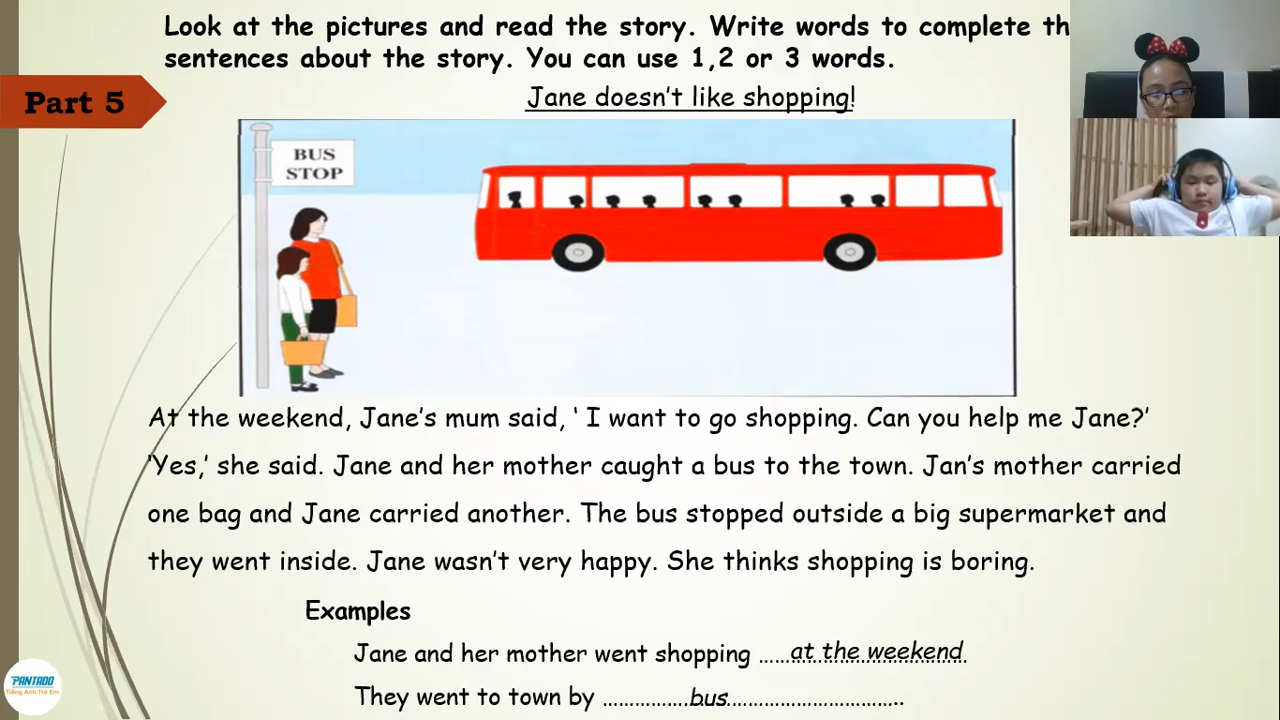 Look at the pictures and read the story. Write words to complete th
sentences about the story. You can use 1,2 or 3 words.
Part 5
Jane doesn't like shopping!
BUS
STOP
At the weekend, Jane's mum said, ' I want to go shopping. Can you help me Jane?'
'Yes,' she said. Jane and her mother caught a bus to the town. Jan's mother carried
one bag and Jane carried another. The bus stopped outside a big supermarket and
they went inside. Jane wasn't very happy. She thinks shopping is boring.
Examples
Jane and her mother went shopping ......at the weekend.
They went to town by ................bus..............................
PANTADO
Tiếng Anh Trẻ Em